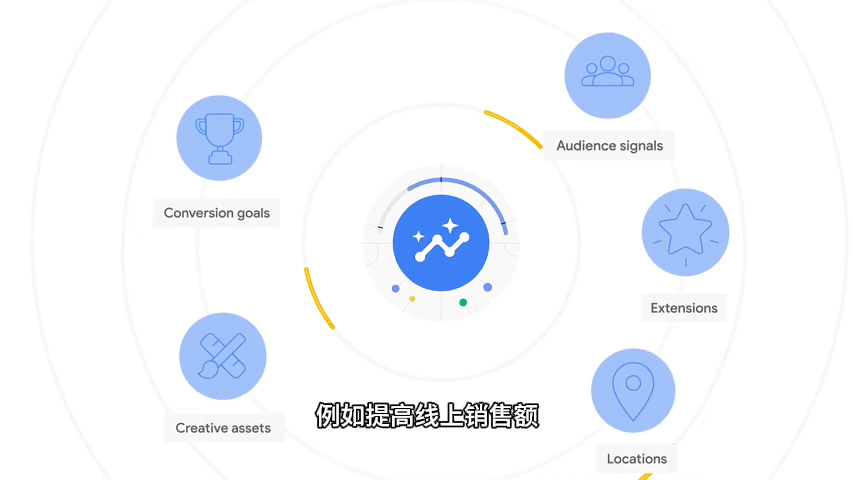 Audience signals
Conversion goals
Extensions
Creative assets
Locations
例如提高线上销售额